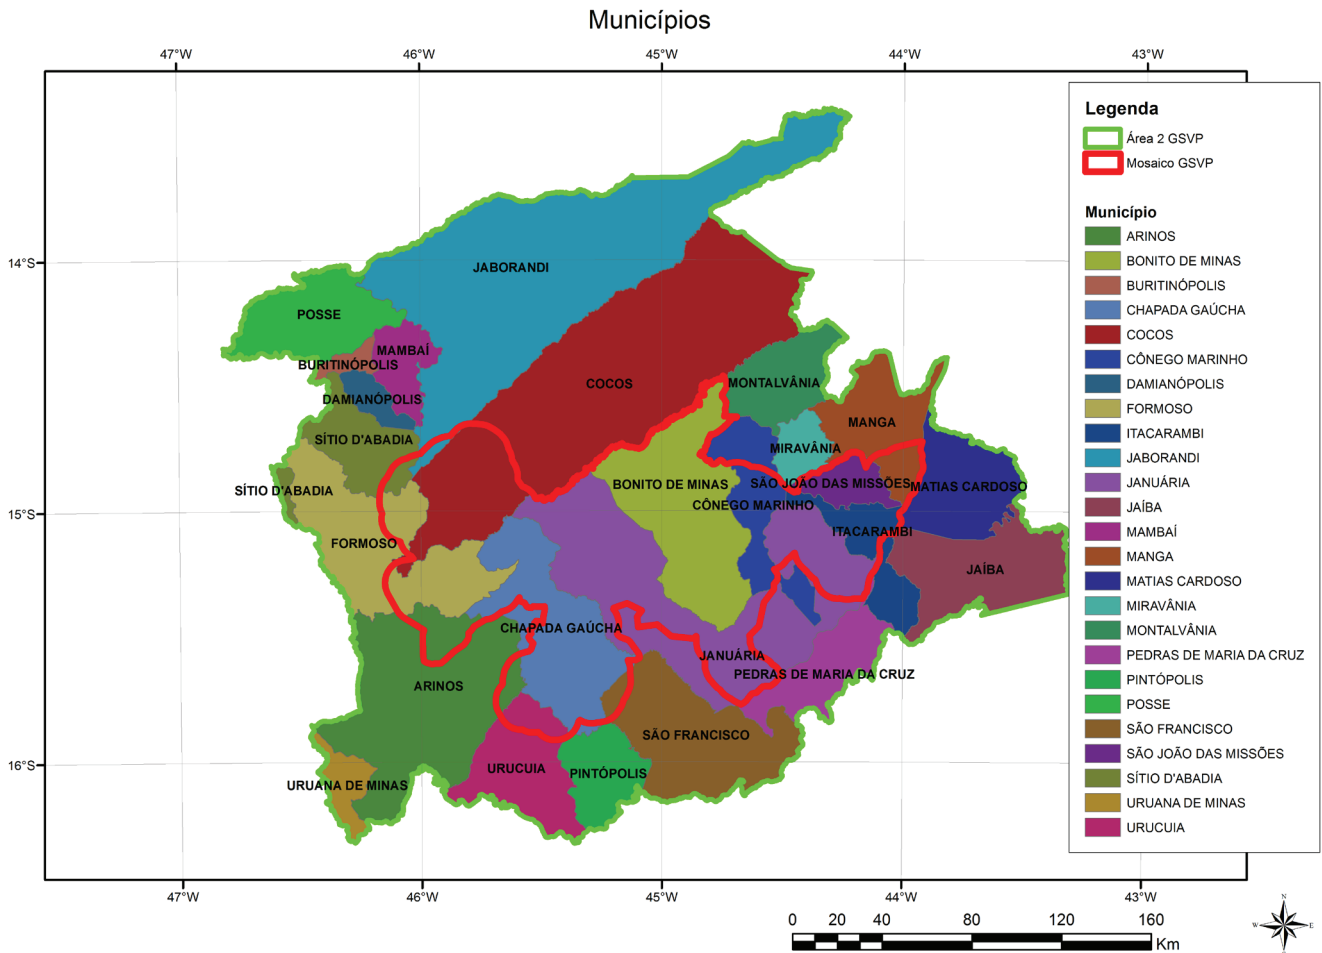 Municípios
47°W
46°W
45°W
44°W
43°W
14°S
15°S
16°S
JABORANDI
POSSE
MAMBAÍ
BURITINÓPOLIS
DAMIANÓPOLIS
SÍTIO D'ABADIA
SÍTIO D'ABADIA
FORMOSO
COCOS
MONTALVÂNIA
MANGA
MIRAVÂNIA
BONITO DE MINAS
SÃO JOÃO DAS MISSÕES
MATIAS CARDOSO
CÔNEGO MARINHO
ITACARAMBI
JAÍBA
CHAPADA GAÚCHA
JANUÁRIA
PEDRAS DE MARIA DA CRUZ
ARINOS
SÃO FRANCISCO
URUCUIA
PINTÓPOLIS
URUANA DE MINAS
47°W
46°W
45°W
44°W
43°W
Legenda
Área 2 GSVP
Mosaico GSVP
Município
ARINOS
BONITO DE MINAS
BURITINÓPOLIS
CHAPADA GAÚCHA
COCOS
CÔNEGO MARINHO
DAMIANÓPOLIS
FORMOSO
ITACARAMBI
JABORANDI
JANUÁRIA
JAÍBA
MAMBAÍ
MANGA
MATIAS CARDOSO
MIRAVÂNIA
MONTALVÂNIA
PEDRAS DE MARIA DA CRUZ
PINTÓPOLIS
POSSE
SÃO FRANCISCO
SÃO JOÃO DAS MISSÕES
SÍTIO D'ABADIA
URUANA DE MINAS
URUCUIA
0 20 40 80 120 160
Km
N
W E
S